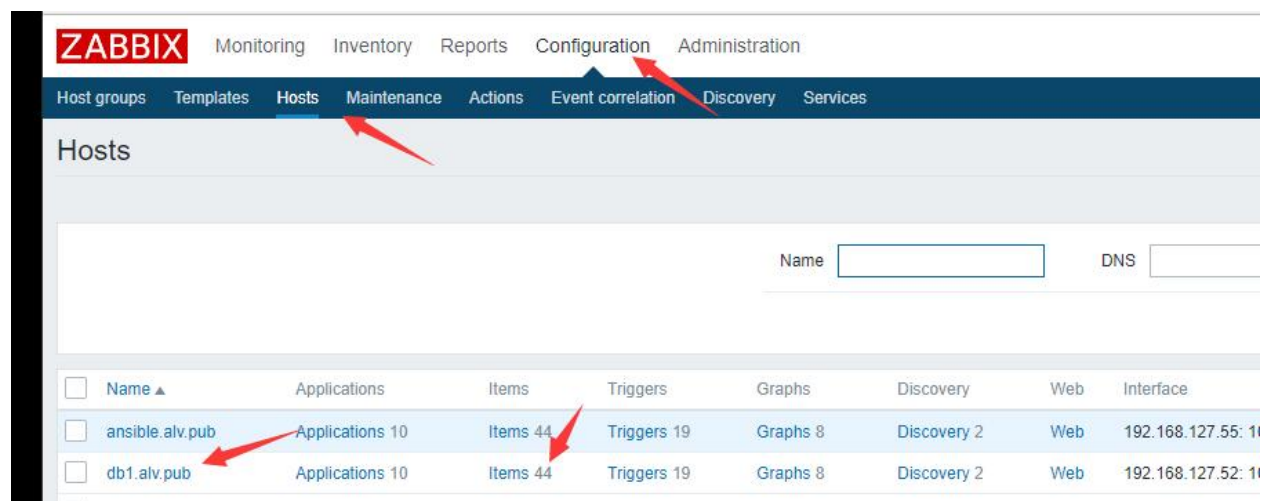 ZABBIX Monitoring Inventory Reports Configuration Administration
Host groups Templates Hosts Maintenance Actions Event correlation Discovery Services
Hosts
Name DNS
Name ▲ Applications Items Triggers Graphs Discovery Web Interface
ansible.alv.pub Applications 10 Items 44 Triggers 19 Graphs 8 Discovery 2 Web 192.168.127.55:
db1.alv.pub Applications 10 Items 44 Triggers 19 Graphs 8 Discovery 2 Web 192.168.127.52: